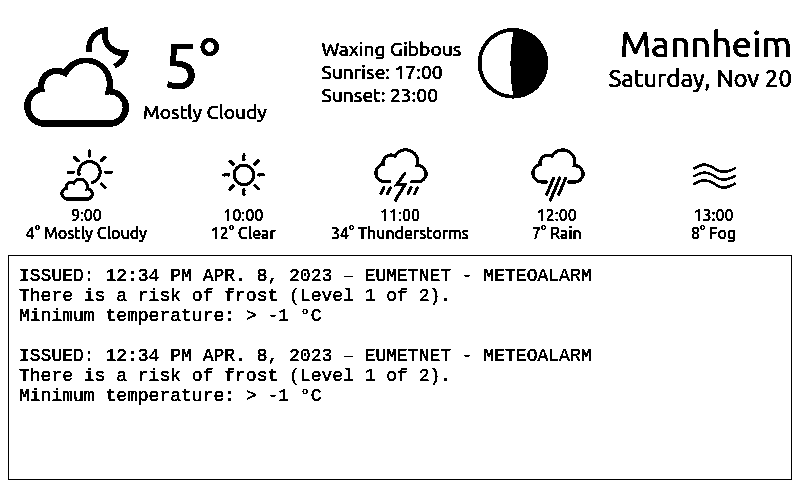 5°
Mostly Cloudy
Waxing Gibbous
Sunrise: 17:00
Sunset: 23:00
Mannheim
Saturday, Nov 20
9:00
4° Mostly Cloudy
10:00
12° Clear
11:00
34° Thunderstorms
12:00
7° Rain
13:00
8° Fog
ISSUED: 12:34 PM APR. 8, 2023 – EUMETNET - METEOALARM
There is a risk of frost (Level 1 of 2).
Minimum temperature: > -1 °C
ISSUED: 12:34 PM APR. 8, 2023 – EUMETNET - METEOALARM
There is a risk of frost (Level 1 of 2).
Minimum temperature: > -1 °C